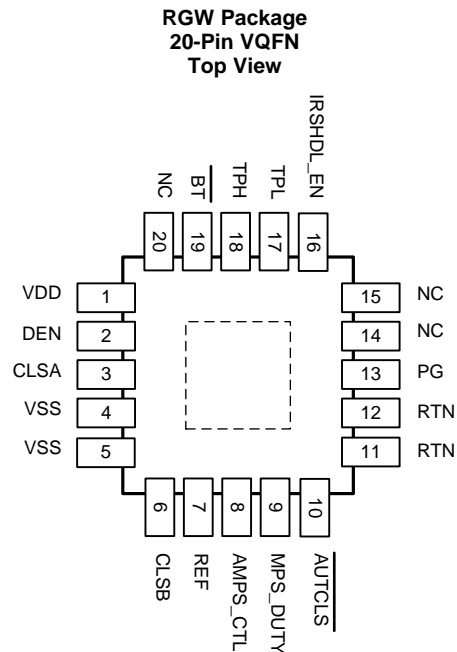 RGW Package
20-Pin VQFN
Top View
NC
BT
TPH
TPL
IRSHDL_EN
20
19
18
17
16
VDD 1
DEN 2
CLSA 3
VSS 4
VSS 5
15 NC
14 NC
13 PG
12 RTN
11 RTN
6
7
8
9
10
CLSB
REF
AMPS_CTL
MPS_DUTY
AUTCLS